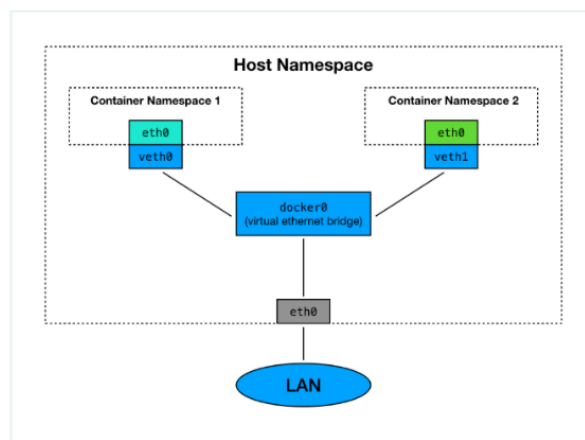 Host Namespace
Container Namespace 1
Container Namespace 2
eth0
eth0
veth0
veth1
docker0
(virtual ethernet bridge)
eth0
LAN